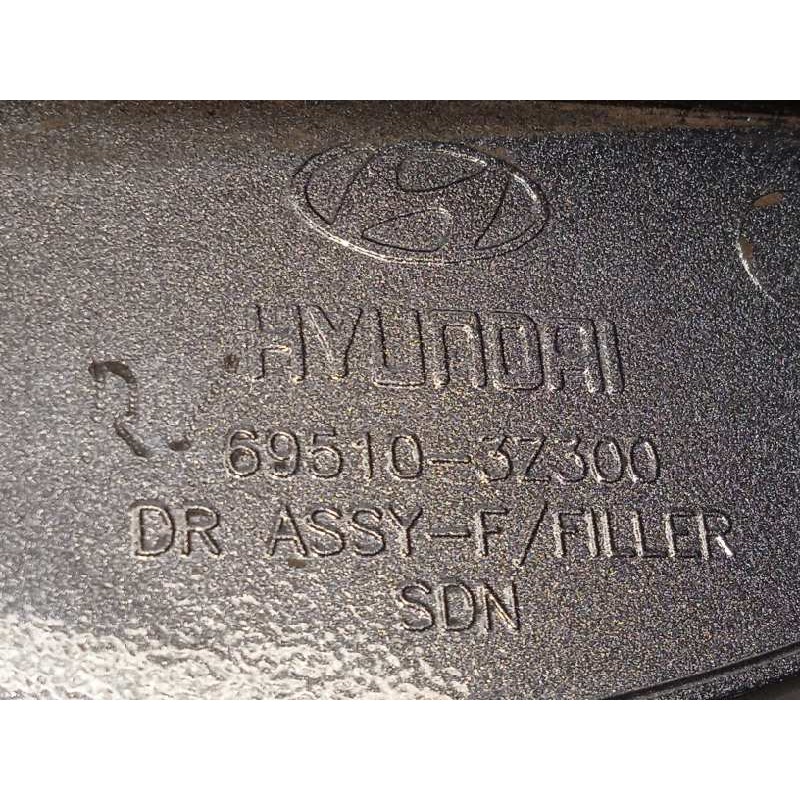 HYUNDAI
69510-3Z300
DR ASSY-F/FILLER
SDN